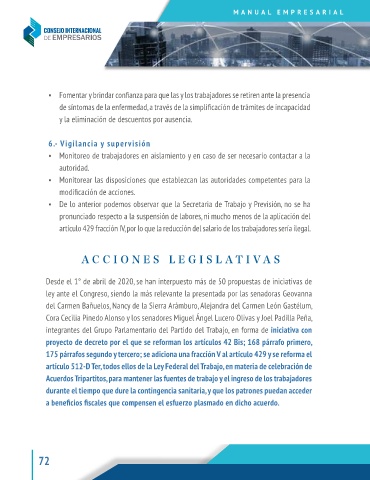 MANUAL EMPRESARIAL
CONSEJO INTERNACIONAL
DE EMPRESARIOS
• Fomentar y brindar confianza para que las y los trabajadores se retiren ante la presencia
de síntomas de la enfermedad, a través de la simplificación de trámites de incapacidad
y la eliminación de descuentos por ausencia.
6.- Vigilancia y supervisión
• Monitoreo de trabajadores en aislamiento y en caso de ser necesario contactar a la
autoridad.
• Monitorear las disposiciones que establezcan las autoridades competentes para la
modificación de acciones.
• De lo anterior podemos observar que la Secretaría de Trabajo y Previsión, no se ha
pronunciado respecto a la suspensión de labores, ni mucho menos de la aplicación del
artículo 429 fracción IV, por lo que la reducción del salario de los trabajadores sería ilegal.
ACCIONES LEGISLATIVAS
Desde el 1° de abril de 2020, se han interpuesto más de 50 propuestas de iniciativas de
ley ante el Congreso, siendo la más relevante la presentada por las senadoras Geovanna
del Carmen Bañuelos, Nancy de la Sierra Arámburo, Alejandra del Carmen León Gastélum,
Cora Cecilia Pinedo Alonso y los senadores Miguel Ángel Lucero Olivas y Joel Padilla Peña,
integrantes del Grupo Parlamentario del Partido del Trabajo, en forma de iniciativa con
proyecto de decreto por el que se reforman los artículos 42 Bis; 168 párrafo primero,
175 párrafos segundo y tercero; se adiciona una fracción V al artículo 429 y se reforma el
artículo 512-D Ter, todos ellos de la Ley Federal del Trabajo, en materia de celebración de
Acuerdos Tripartitos, para mantener las fuentes de trabajo y el ingreso de los trabajadores
durante el tiempo que dure la contingencia sanitaria, y que los patrones puedan acceder
a beneficios fiscales que compensen el esfuerzo plasmado en dicho acuerdo.
72